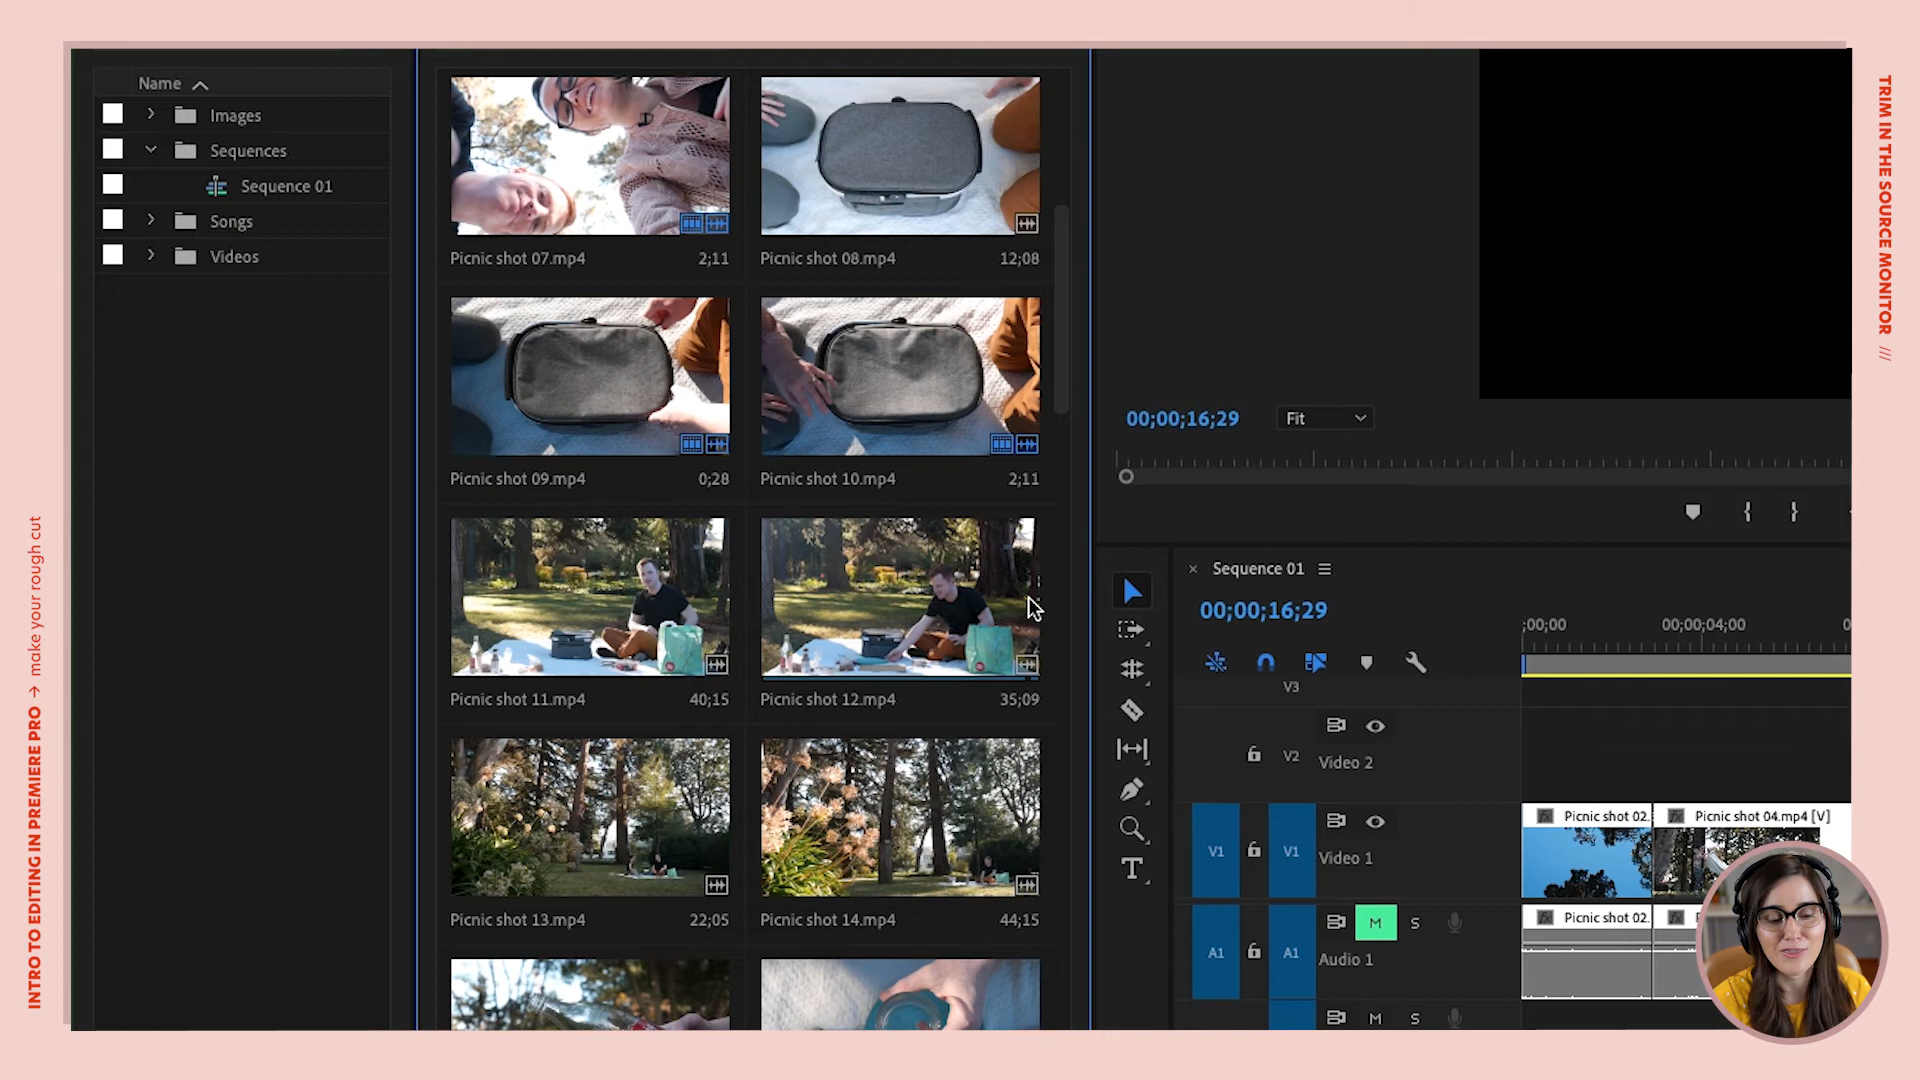 Name
Images
Sequences
Sequence 01
Songs
Videos
Picnic shot 07.mp4 2;11
Picnic shot 08.mp4 12;08
Picnic shot 09.mp4 0;28
Picnic shot 10.mp4 2;11
Picnic shot 11.mp4 40;15
Picnic shot 12.mp4 35;09
Picnic shot 13.mp4 22;05
Picnic shot 14.mp4 44;15
00;00;16;29 Fit
Sequence 01
00;00;16;29
;00;00 00;00;04;00 0
V3
V2 Video 2
V1 V1 Video 1
fx Picnic shot 02. fx Picnic shot 04.mp4 [V]
M S
A1 A1 Audio 1
fx Picnic shot 02. fx
M S
T
INTRO TO EDITING IN PREMIERE PRO → make your rough cut
TRIM IN THE SOURCE MONITOR ///